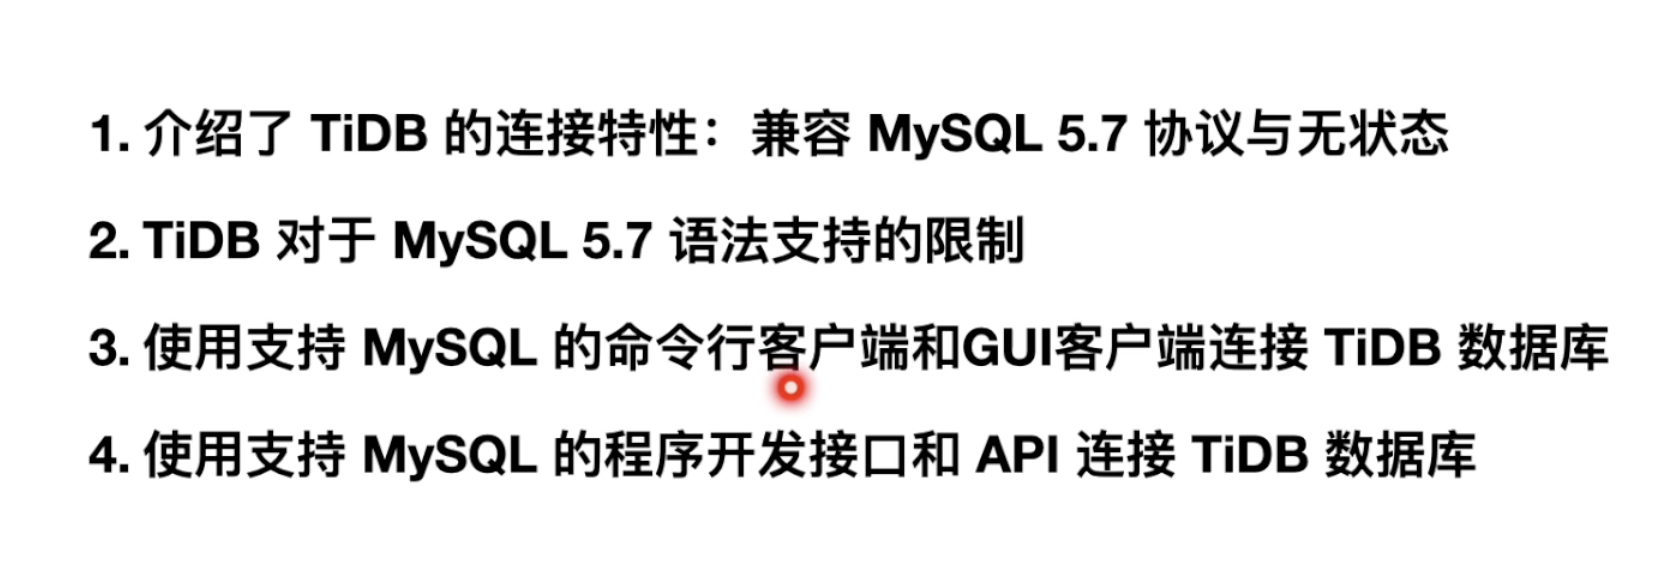 1. 介绍了 TiDB 的连接特性：兼容 MySQL 5.7 协议与无状态
2. TiDB 对于 MySQL 5.7 语法支持的限制
3. 使用支持 MySQL 的命令行客户端和GUI客户端连接 TiDB 数据库
4. 使用支持 MySQL 的程序开发接口和 API 连接 TiDB 数据库